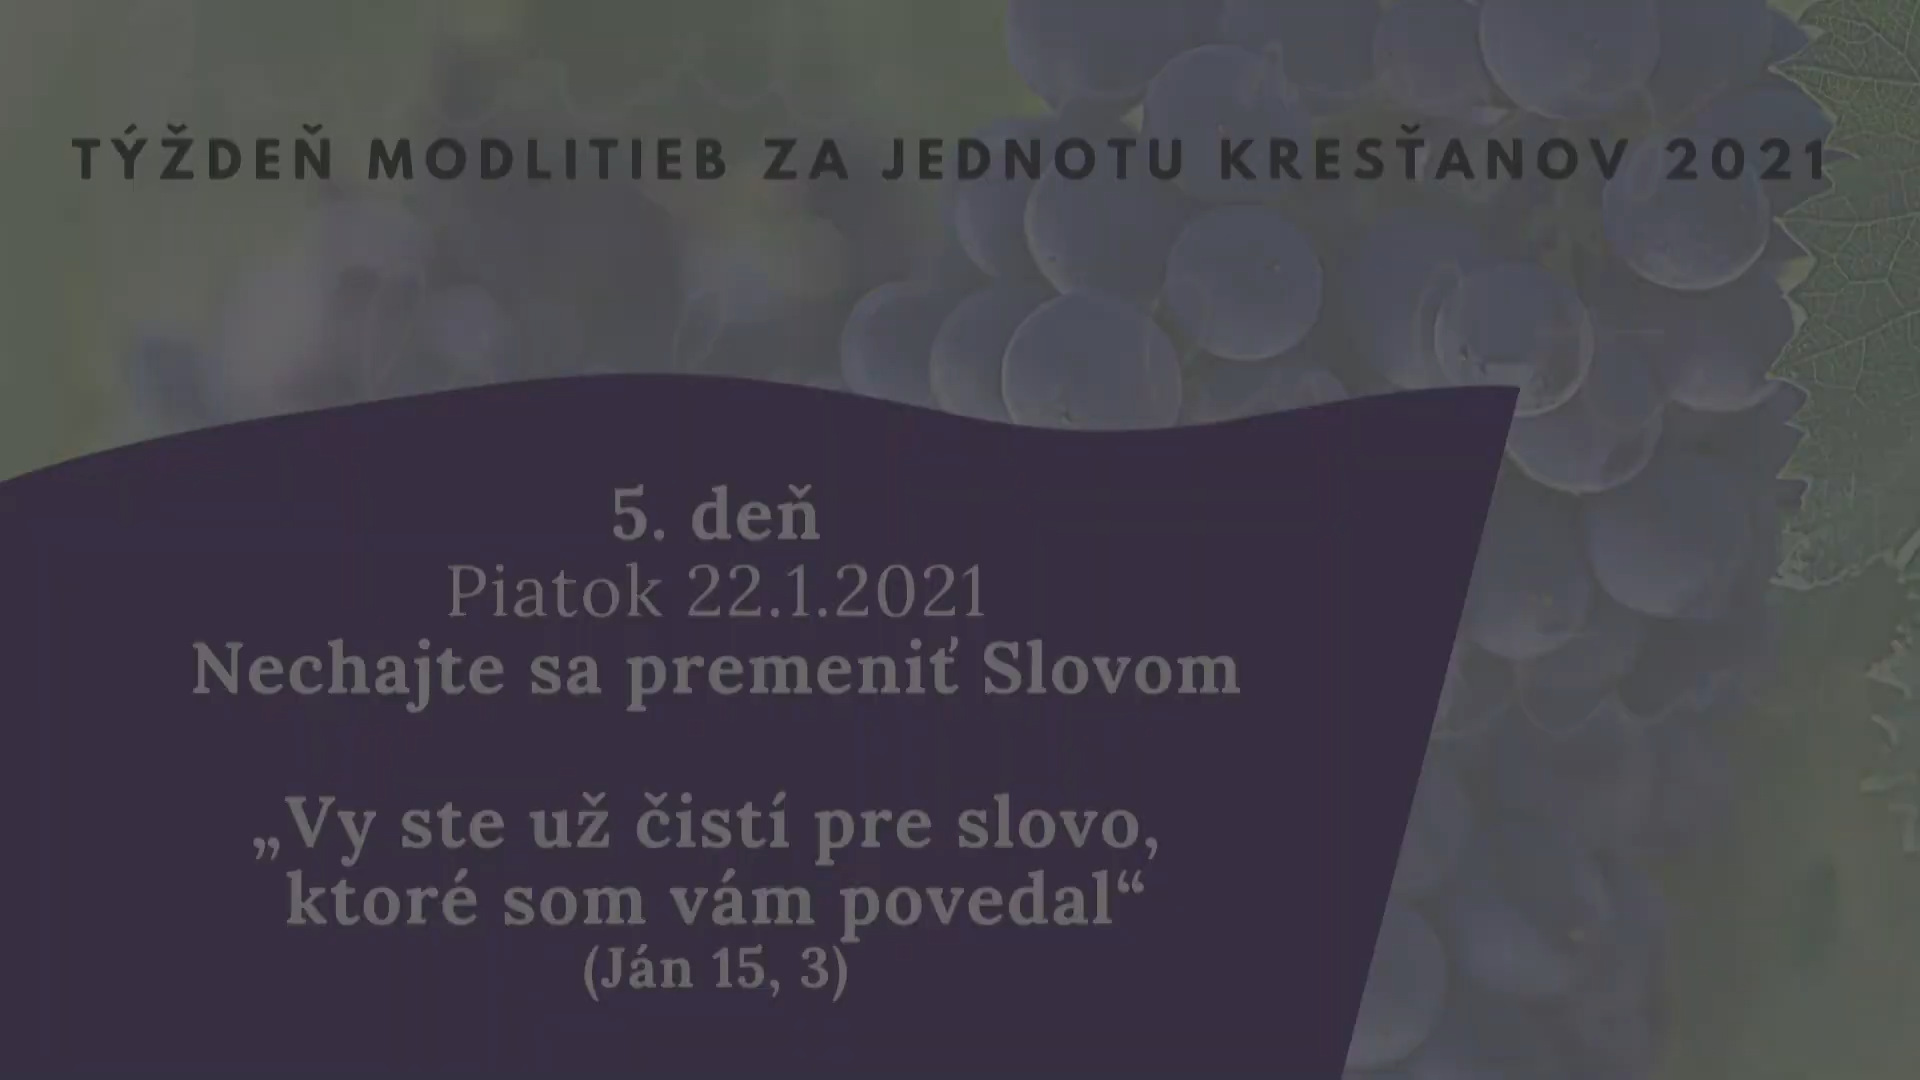 TÝŽDEŇ MODLITIEB ZA JEDNOTU KRESŤANOV 2021
5. deň
Piatok 22.1.2021
Nechajte sa premeniť Slovom
„Vy ste už čistí pre slovo,
ktoré som vám povedal“
(Ján 15, 3)